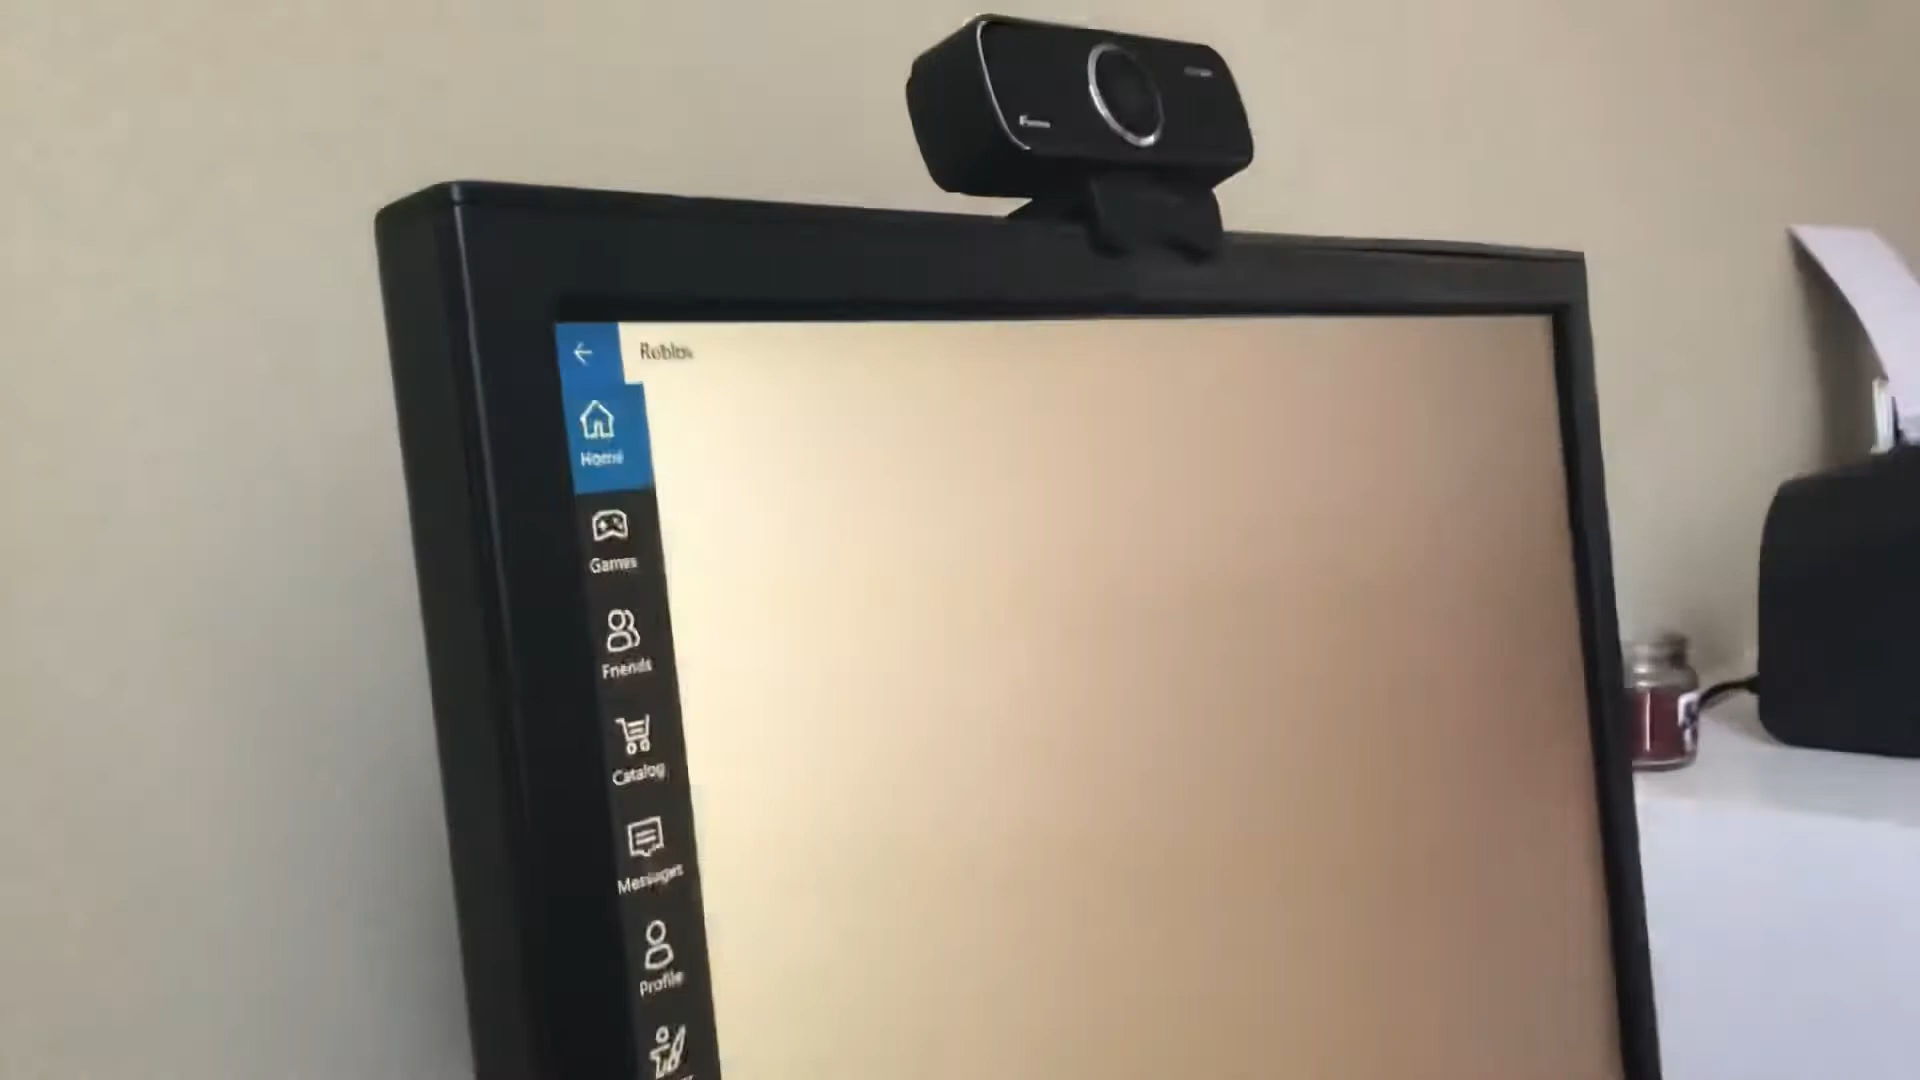 Roblox
Home
Games
Friends
Catalog
Messages
Profile